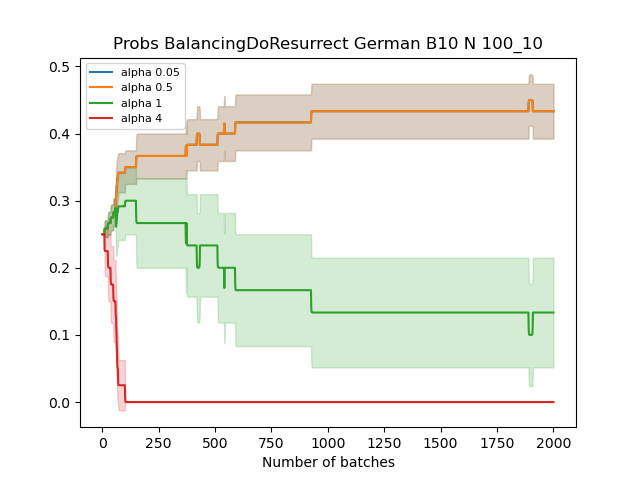 Probs BalancingDoResurrect German B10 N 100_10
alpha 0.05
alpha 0.5
alpha 1
alpha 4
0.5
0.4
0.3
0.2
0.1
0.0
0 250 500 750 1000 1250 1500 1750 2000
Number of batches